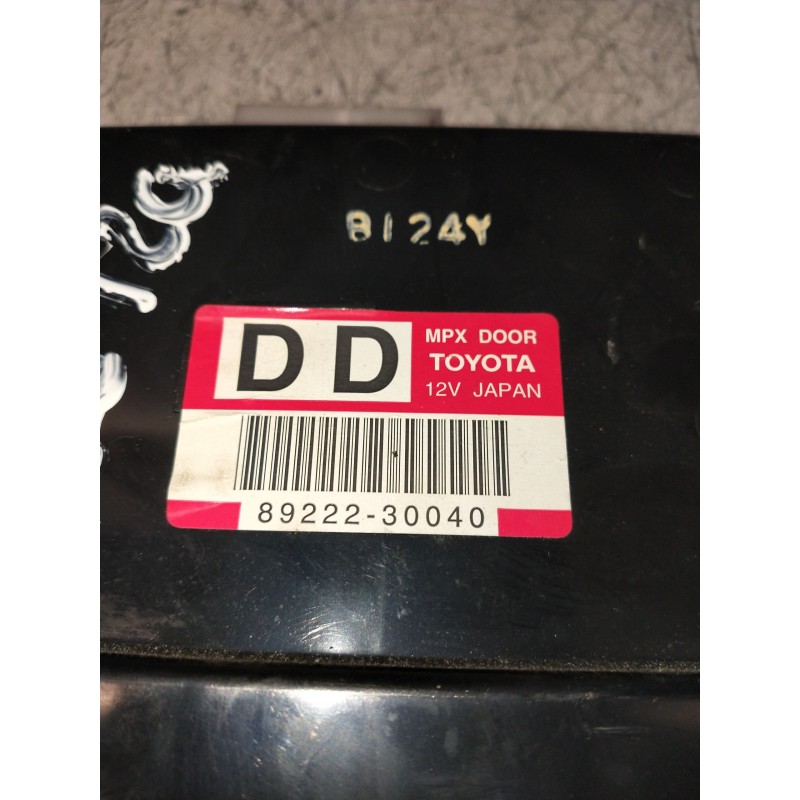 8124Y
DD
MPX DOOR
TOYOTA
12V JAPAN
89222-30040